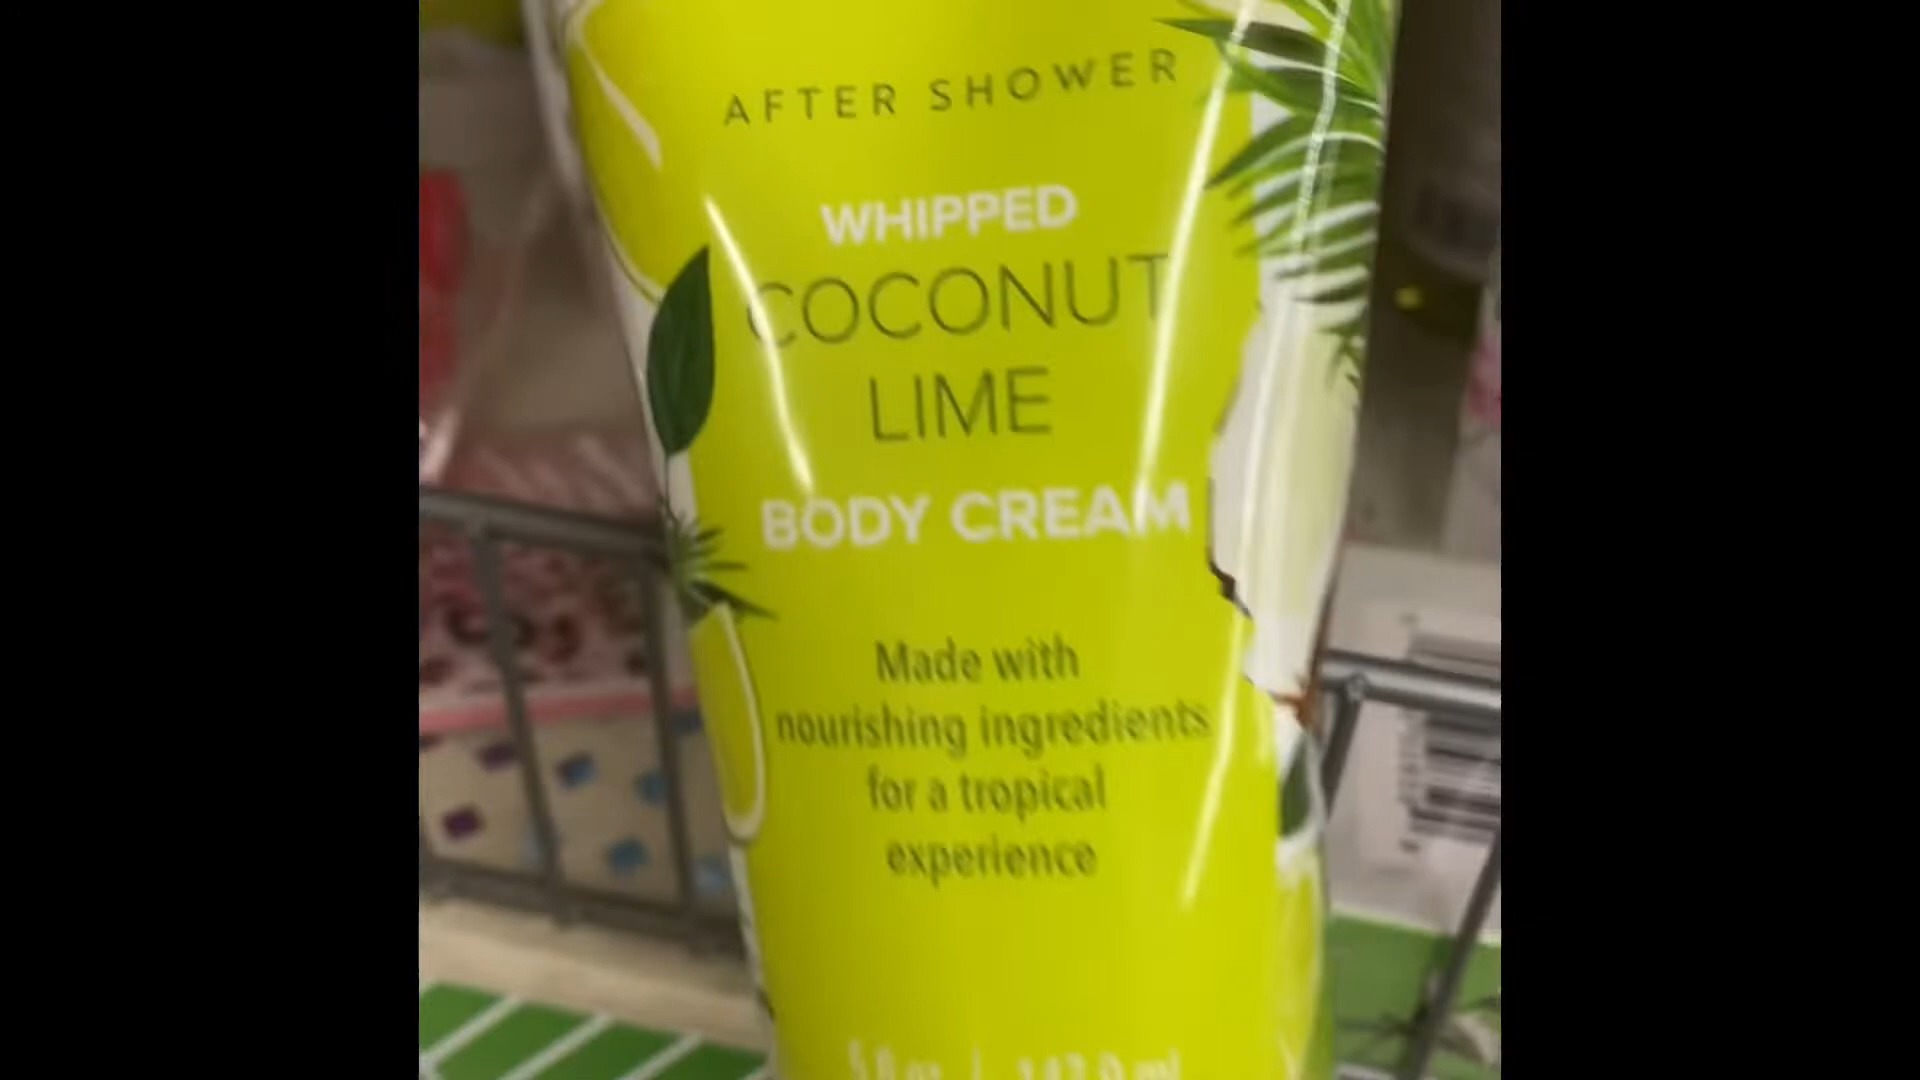 AFTER SHOWER
WHIPPED
COCONUT
LIME
BODY CREAM
Made with
nourishing ingredients
for a tropical
experience